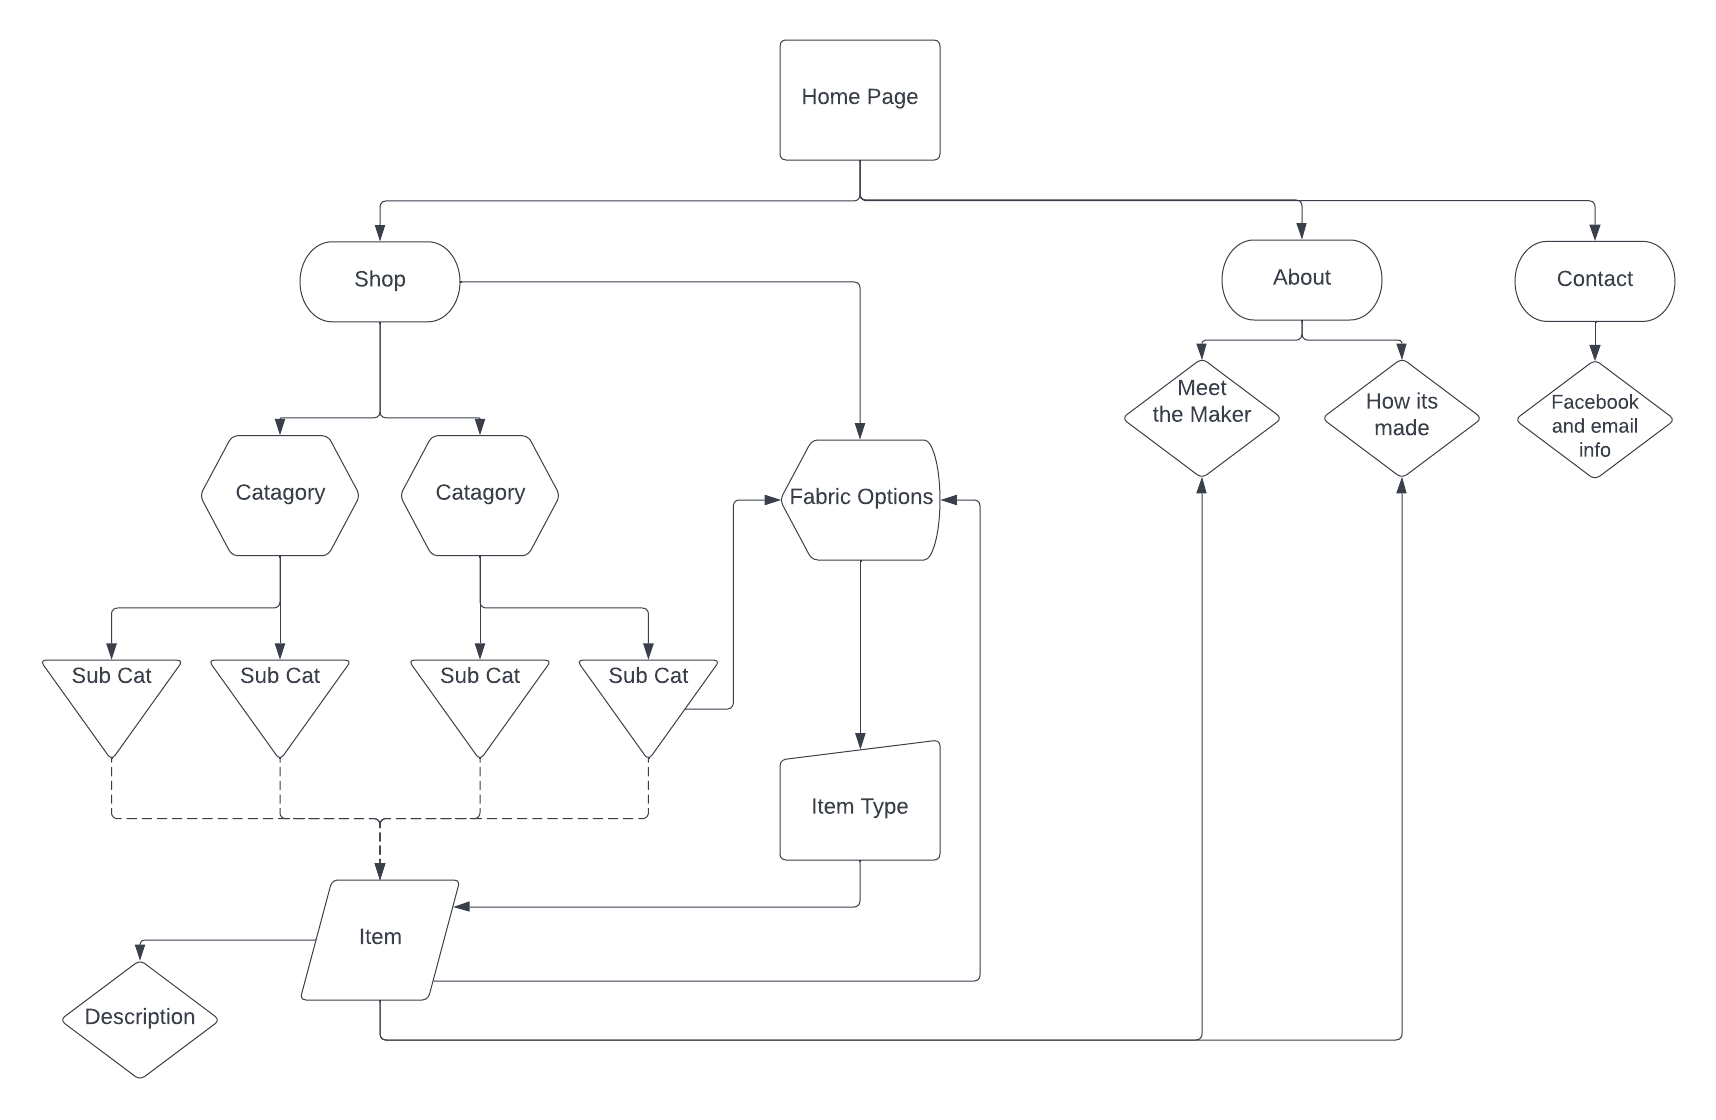 Home Page
Shop
About
Contact
Meet
the Maker
How its
made
Facebook
and email
info
Catagory
Catagory
Fabric Options
Sub Cat
Sub Cat
Sub Cat
Sub Cat
Item Type
Item
Description